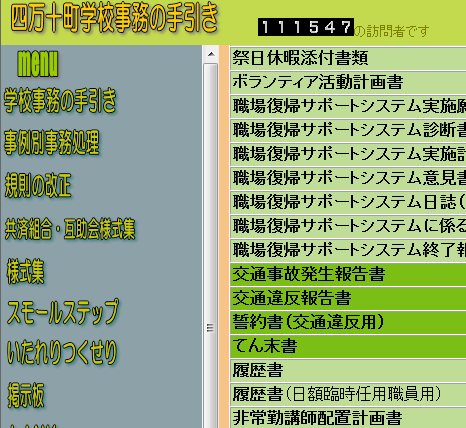 四万十町学校事務の手引き
111547の訪問者です
menu
学校事務の手引き
事例別事務処理
規則の改正
共済組合・互助会様式集
様式集
スモールステップ
いたれりつくせり
掲示板
祭日休暇添付書類
ボランティア活動計画書
職場復帰サポートシステム実施願
職場復帰サポートシステム診断書
職場復帰サポートシステム実施計
職場復帰サポートシステム意見書
職場復帰サポートシステム日誌(
職場復帰サポートシステムに係る
職場復帰サポートシステム終了報
交通事故発生報告書
交通違反報告書
誓約書(交通違反用)
てん末書
履歴書
履歴書(日額臨時任用職員用)
非常勤講師配置計画書